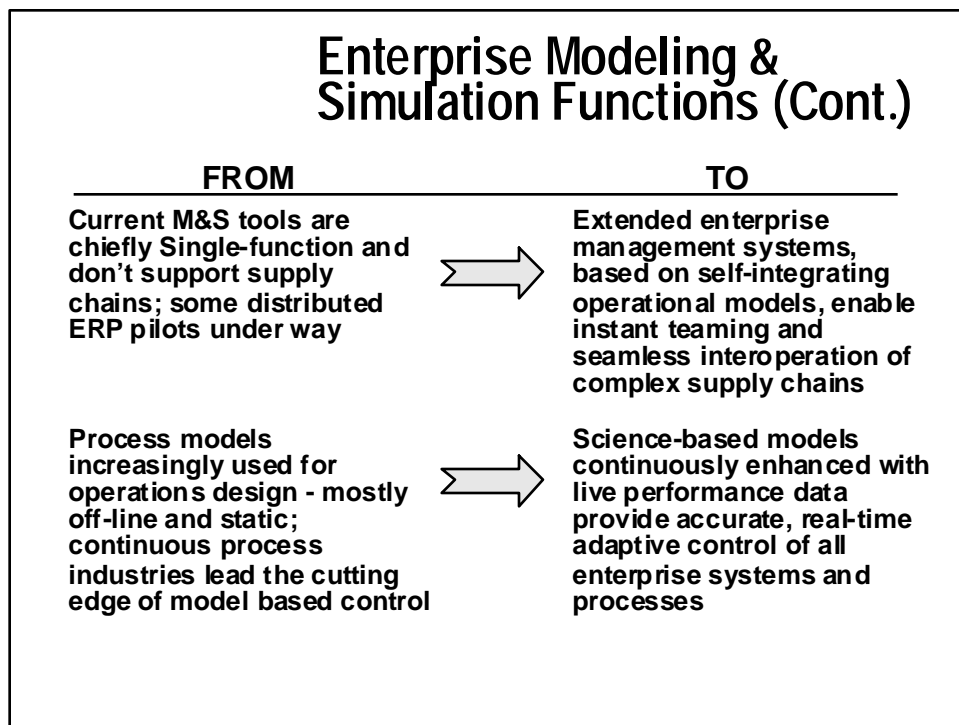 Enterprise Modeling &
Simulation Functions (Cont.)
FROM
TO
Current M&S tools are
chiefly Single-function and
don't support supply
chains; some distributed
ERP pilots under way
Extended enterprise
management systems,
based on self-integrating
operational models, enable
instant teaming and
seamless interoperation of
complex supply chains
Process models
increasingly used for
operations design - mostly
off-line and static;
continuous process
industries lead the cutting
edge of model based control
Science-based models
continuously enhanced with
live performance data
provide accurate, real-time
adaptive control of all
enterprise systems and
processes